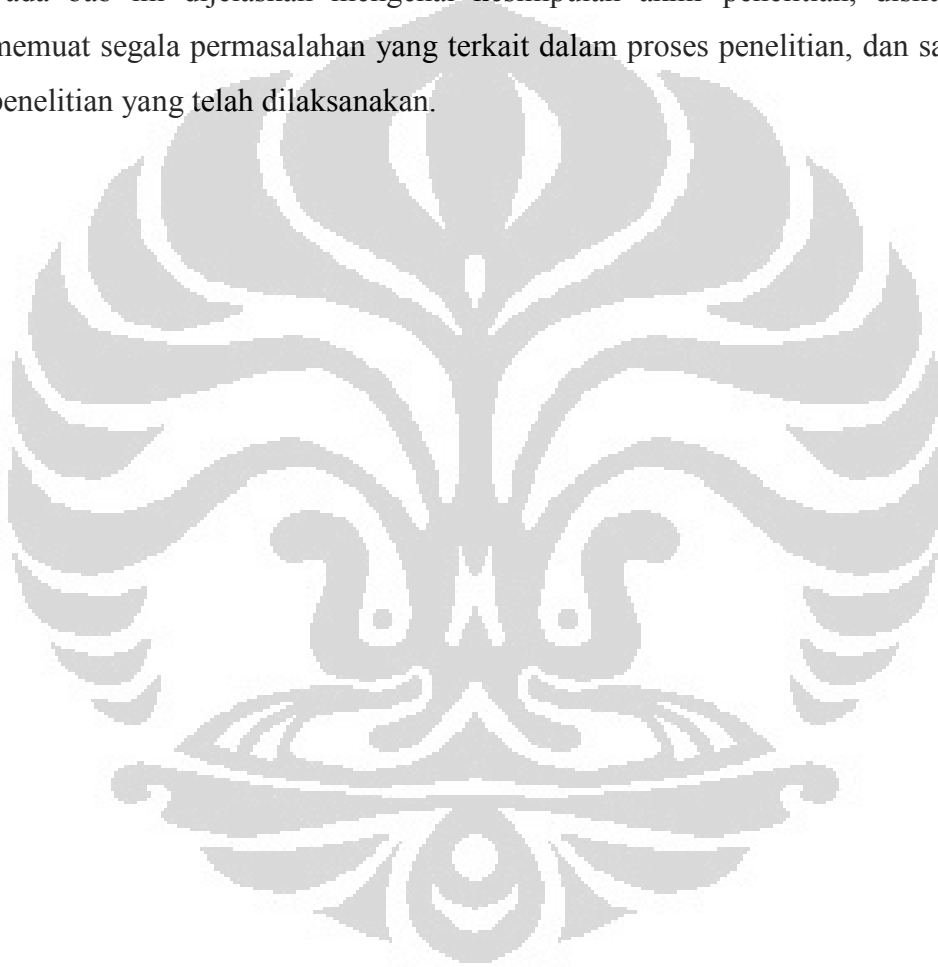 bab ini dijelaskan mengenai kesimpulan akhir penelitian,
memuat segala permasalahan yang terkait dalam proses penelitian, dan
penelitian yang telah dilaksanakan.